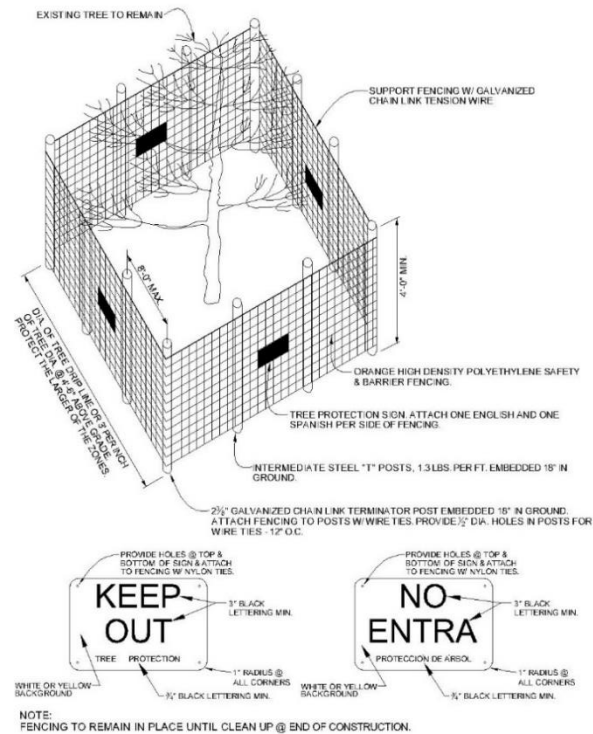 EXISTING TREE TO REMAIN
SUPPORT FENCING W/ GALVANIZED
CHAIN LINK TENSION WIRE
8'-0" MAX.
4'-0" MIN.
DIA. OF TREE DRIP LINE OR 3' PER INCH
OF TREE DIA. @ 4'-6" ABOVE GRADE.
PROTECT THE LARGER OF THE ZONES.
ORANGE HIGH DENSITY POLYETHYLENE SAFETY
& BARRIER FENCING.
TREE PROTECTION SIGN. ATTACH ONE ENGLISH AND ONE
SPANISH PER SIDE OF FENCING.
INTERMEDIATE STEEL "T" POSTS, 1.3 LBS. PER FT. EMBEDDED 18" IN
GROUND.
2½" GALVANIZED CHAIN LINK TERMINATOR POST EMBEDDED 18" IN GROUND.
ATTACH FENCING TO POSTS W/ WIRE TIES. PROVIDE ½" DIA. HOLES IN POSTS FOR
WIRE TIES - 12" O.C.
PROVIDE HOLES @ TOP &
BOTTOM OF SIGN & ATTACH
TO FENCING W/ NYLON TIES.
KEEP
OUT
TREE PROTECTION
3" BLACK
LETTERING MIN.
WHITE OR YELLOW
BACKGROUND
¾" BLACK LETTERING MIN.
1" RADIUS @
ALL CORNERS
PROVIDE HOLES @ TOP &
BOTTOM OF SIGN & ATTACH
TO FENCING W/ NYLON TIES.
NO
ENTRA
PROTECCION DE ARBOL
3" BLACK
LETTERING MIN.
WHITE OR YELLOW
BACKGROUND
¾" BLACK LETTERING MIN.
1" RADIUS @
ALL CORNERS
NOTE:
FENCING TO REMAIN IN PLACE UNTIL CLEAN UP @ END OF CONSTRUCTION.